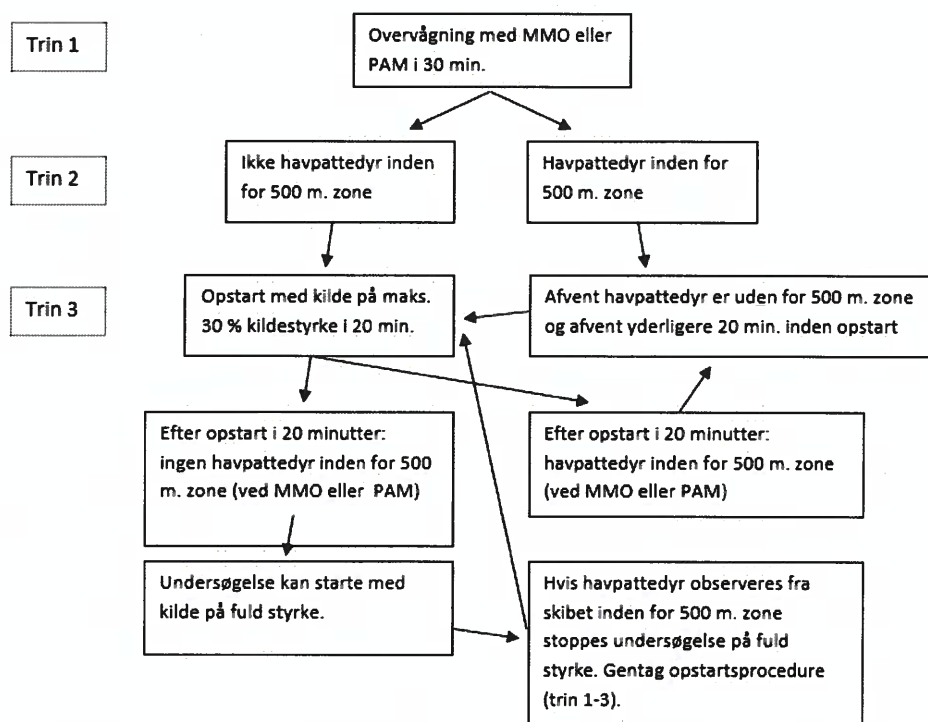 Trin 1
Overvågning med MMO eller
PAM i 30 min.
Trin 2
Ikke havpattedyr inden
for 500 m. zone
Havpattedyr inden for
500 m. zone
Trin 3
Opstart med kilde på maks.
30 % kildestyrke i 20 min.
Afvent havpattedyr er uden for 500 m. zone
og afvent yderligere 20 min. inden opstart
Efter opstart i 20 minutter:
ingen havpattedyr inden for 500
m. zone (ved MMO eller PAM)
Efter opstart i 20 minutter:
havpattedyr inden for 500 m. zone
(ved MMO eller PAM)
Undersøgelse kan starte med
kilde på fuld styrke.
Hvis havpattedyr observeres fra
skibet inden for 500 m. zone
stoppes undersøgelse på fuld
styrke. Gentag opstartsprocedure
(trin 1-3).